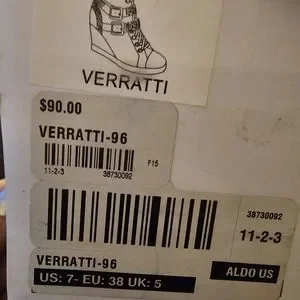 VERRATTI
$90.00
VERRATTI-96
F15
11-2-3 38730092
38730092
11-2-3
VERRATTI-96
US: 7- EU: 38 UK: 5
ALDO US